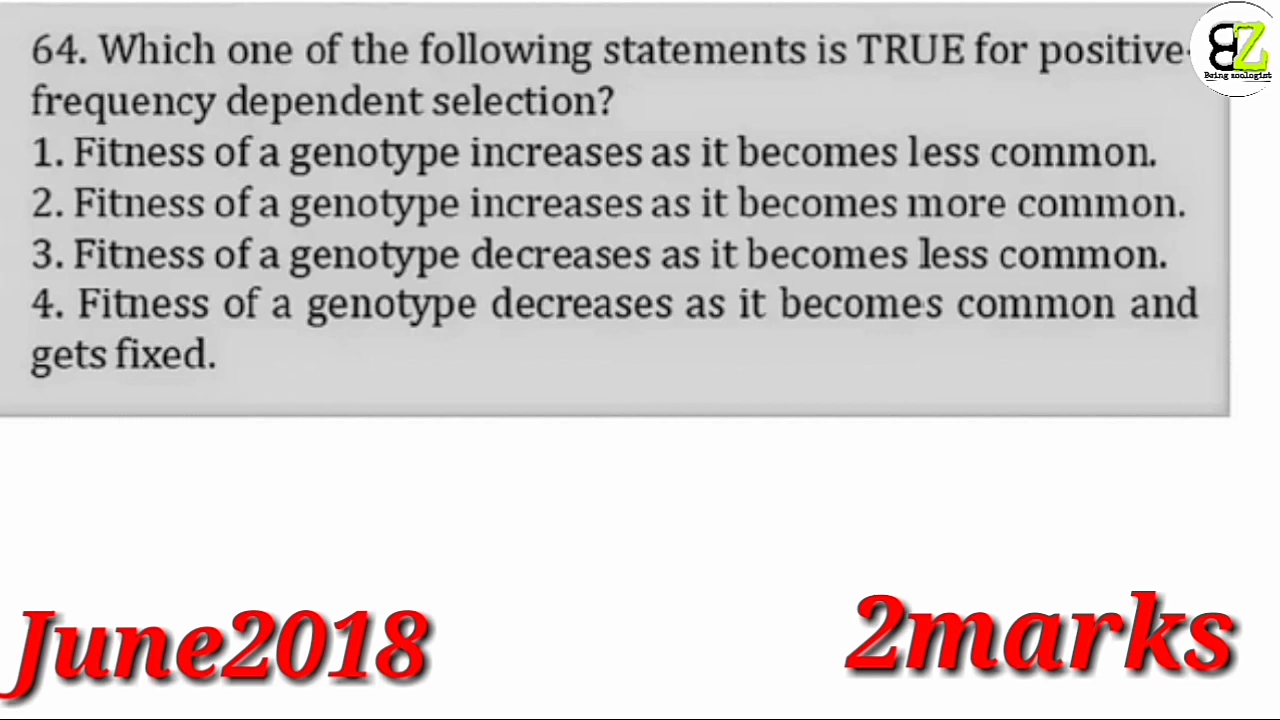 64. Which one of the following statements is TRUE for positive-
frequency dependent selection?
1. Fitness of a genotype increases as it becomes less common.
2. Fitness of a genotype increases as it becomes more common.
3. Fitness of a genotype decreases as it becomes less common.
4. Fitness of a genotype decreases as it becomes common and
gets fixed.
BZ
Being zoologist
June2018
2marks